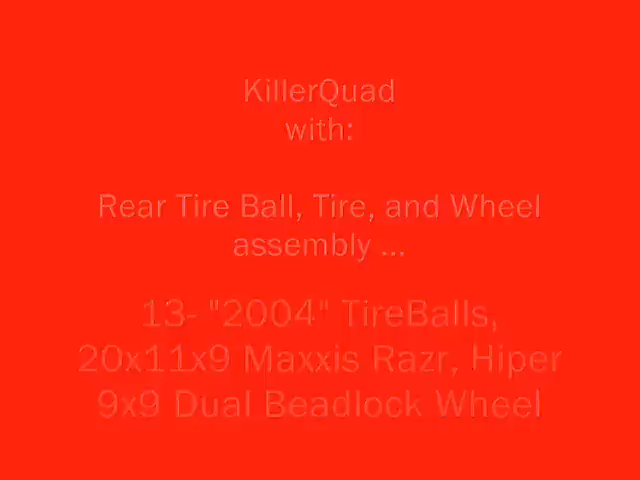 KillerQuad
with:
Rear Tire Ball, Tire, and Wheel
assembly ...
13- "2004" TireBalls,
20x11x9 Maxxis Razr, Hiper
9x9 Dual Beadlock Wheel